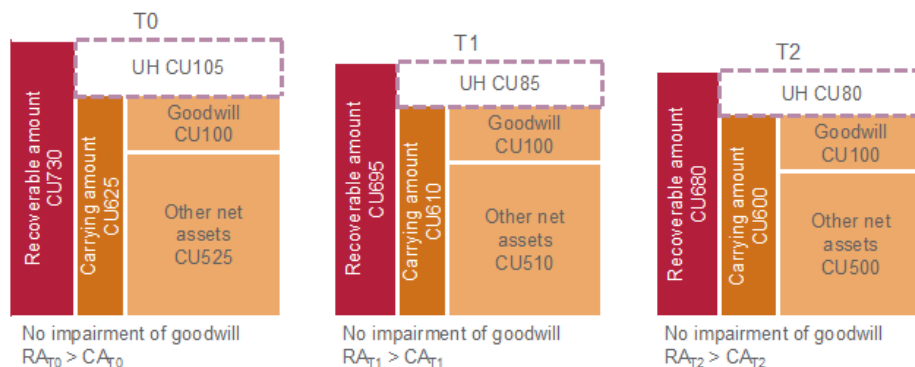 T0
UH CU105
Recoverable amount
CU730
Carrying amount
CU625
Goodwill
CU100
Other net
assets
CU525
No impairment of goodwill
RAT0 > CAT0
T1
UH CU85
Recoverable amount
CU695
Carrying amount
CU610
Goodwill
CU100
Other net
assets
CU510
No impairment of goodwill
RAT1 > CAT1
T2
UH CU80
Recoverable amount
CU680
Carrying amount
CU600
Goodwill
CU100
Other net
assets
CU500
No impairment of goodwill
RAT2 > CAT2